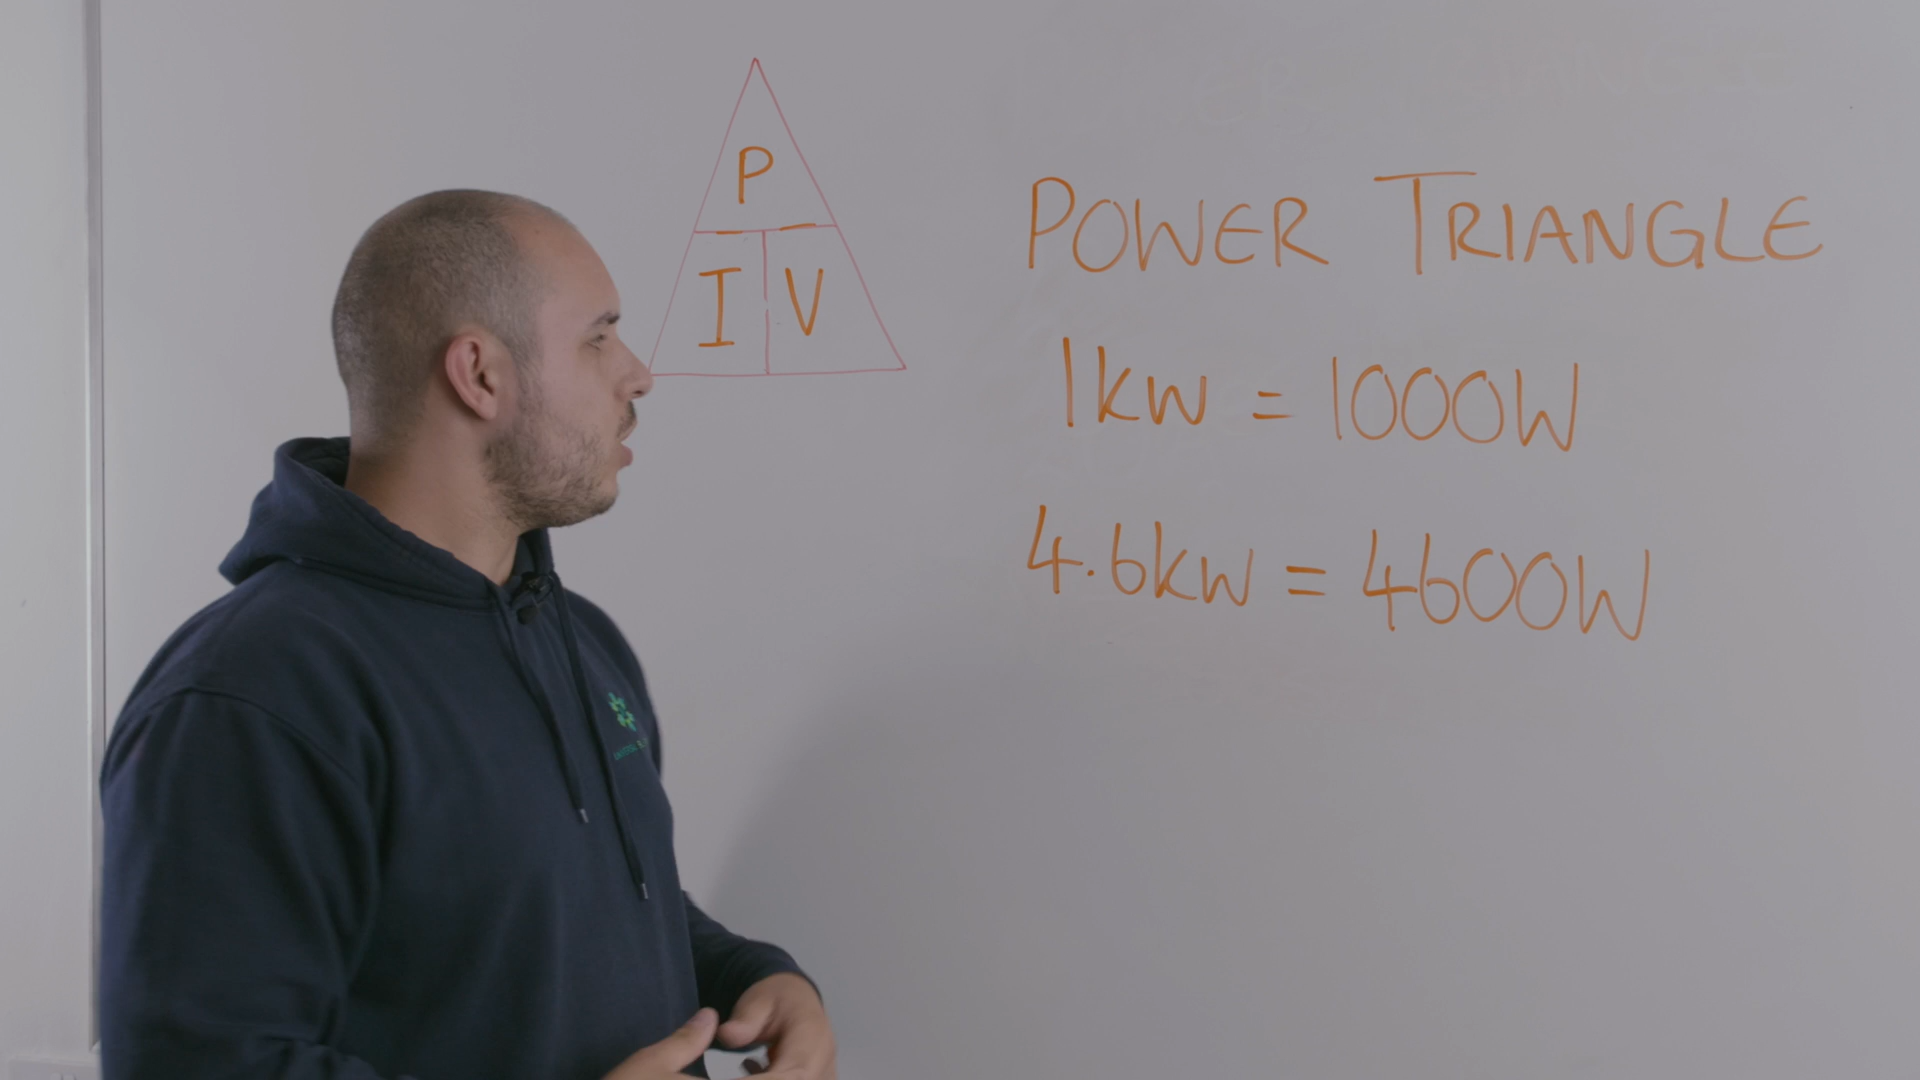 P
I V
POWER TRIANGLE
1kW = 1000W
4.6kW = 4600W